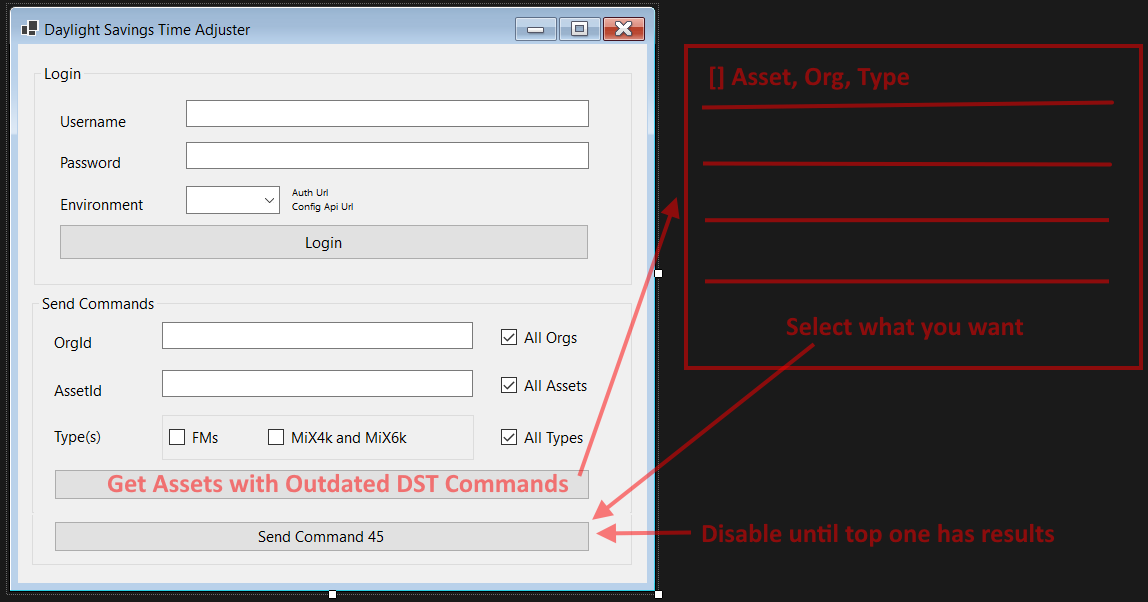 Daylight Savings Time Adjuster
Login
Username
Password
Environment
Auth Url
Config Api Url
Login
Send Commands
OrgId
All Orgs
AssetId
All Assets
Type(s)
FMs
MiX4k and MiX6k
All Types
Get Assets with Outdated DST Commands
Send Command 45
[] Asset, Org, Type
Select what you want
Disable until top one has results